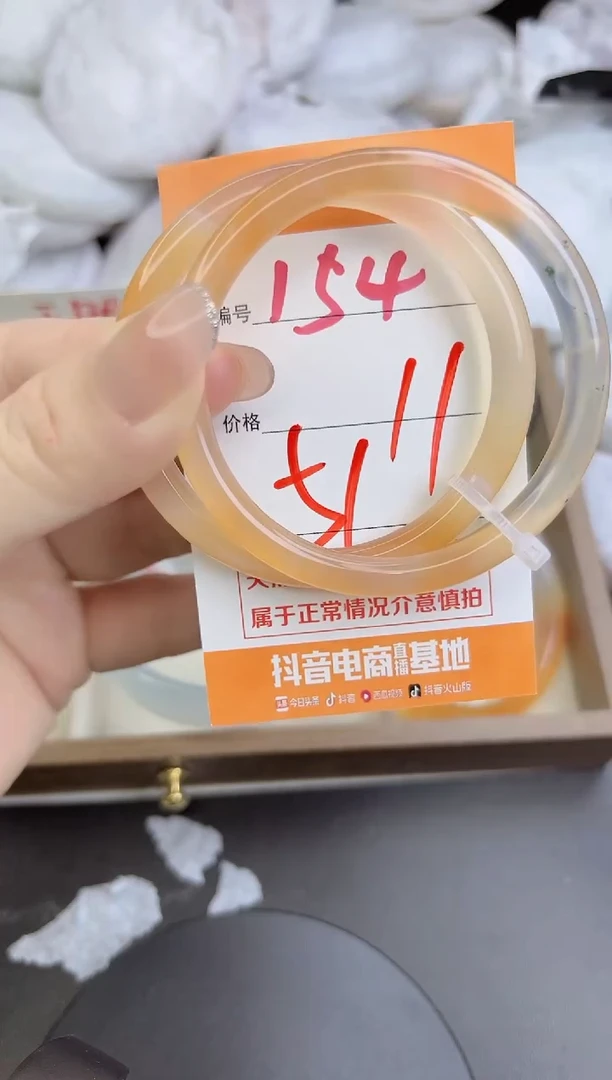 编号 154
价格 11
属于正常情况介意慎拍
抖音电商直播基地
今日头条 抖音 西瓜视频 抖音火山版